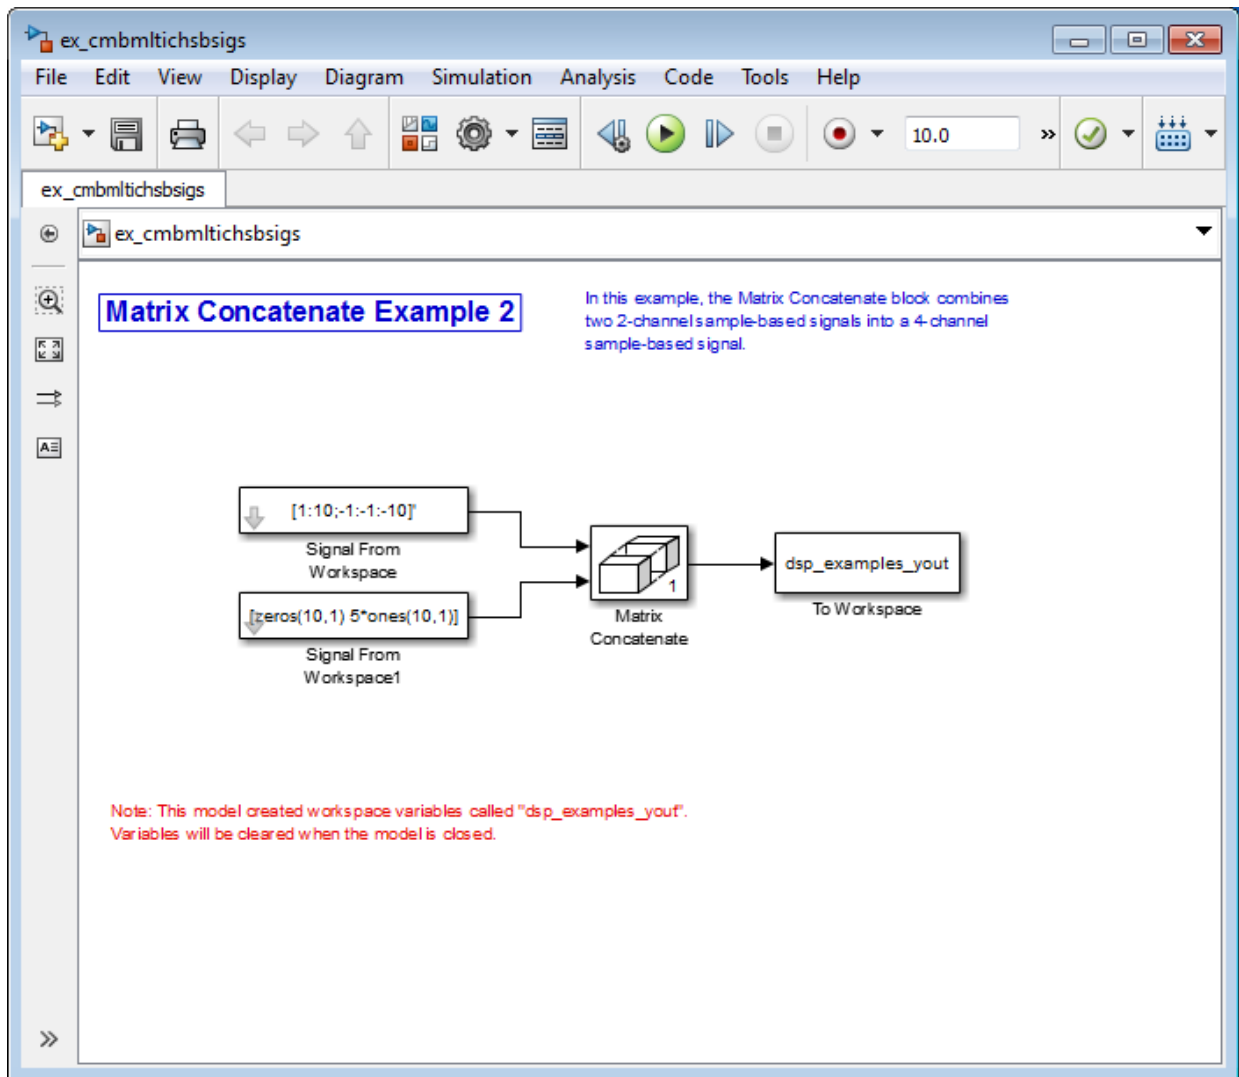 ex_cmbmltichsbsigs
File Edit View Display Diagram Simulation Analysis Code Tools Help
10.0
ex_cmbmltichsbsigs
ex_cmbmltichsbsigs
Matrix Concatenate Example 2
In this example, the Matrix Concatenate block combines
two 2-channel sample-based signals into a 4-channel
sample-based signal.
[1:10;-1:-1:-10]'
Signal From
Workspace
[zeros(10,1) 5*ones(10,1)]
Signal From
Workspace1
1
Matrix
Concatenate
dsp_examples_yout
To Workspace
Note: This model created workspace variables called "dsp_examples_yout".
Variables will be cleared when the model is closed.